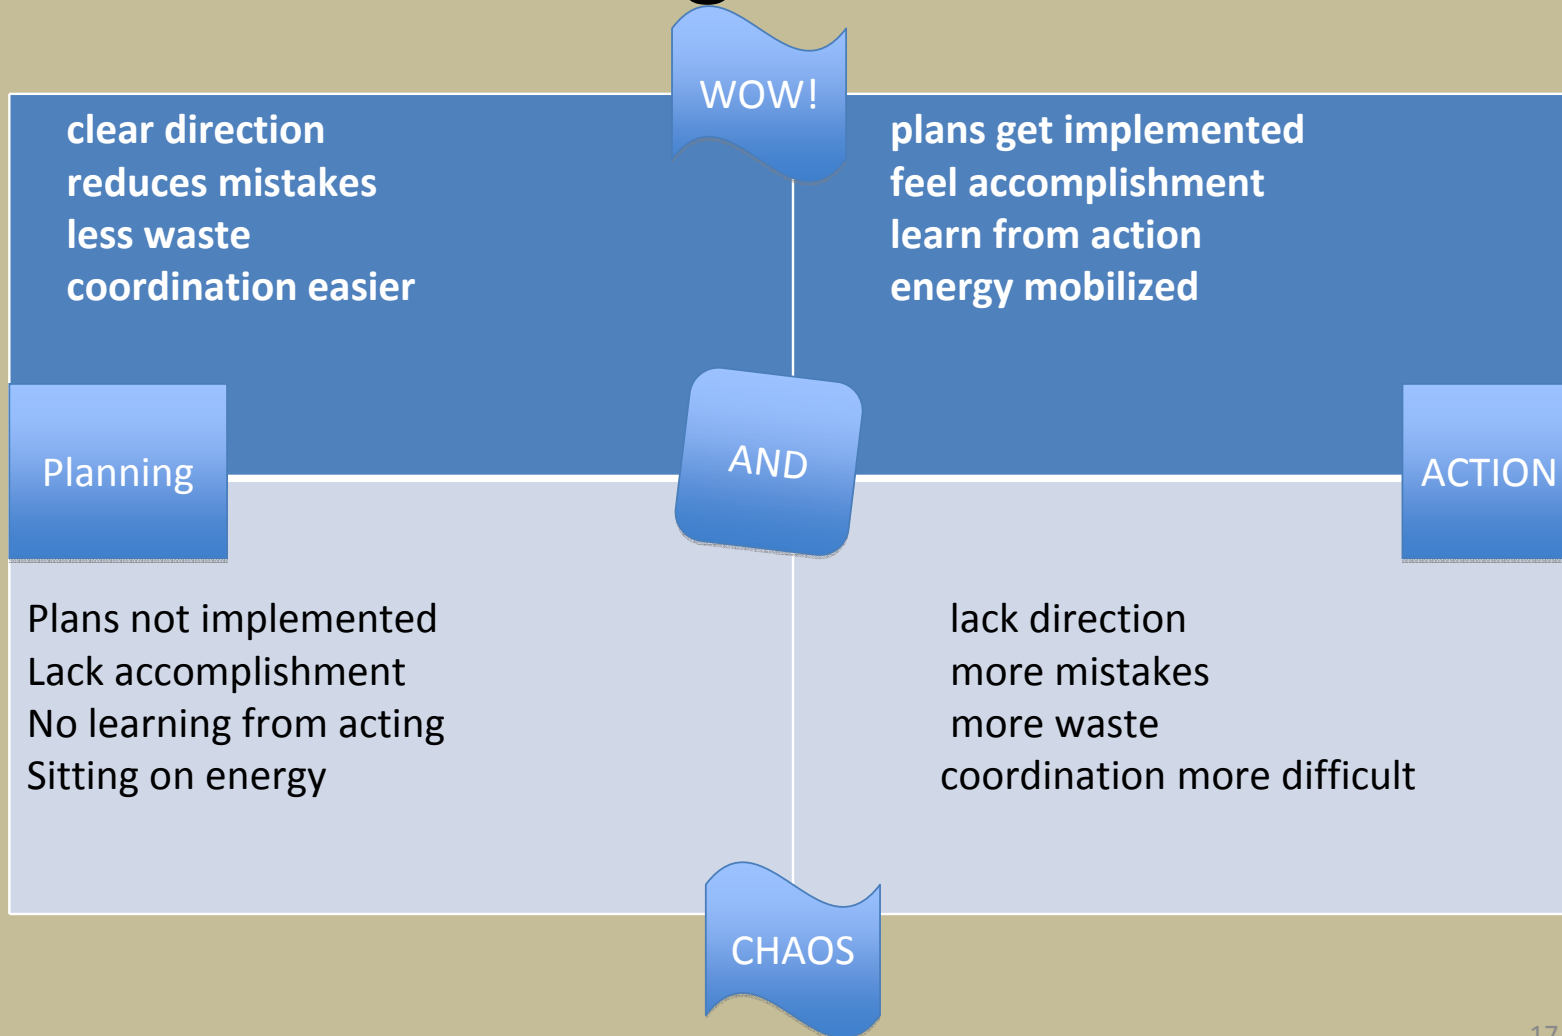 WOW!
clear direction
reduces mistakes
less waste
coordination easier
plans get implemented
feel accomplishment
learn from action
energy mobilized
Planning
AND
ACTION
Plans not implemented
Lack accomplishment
No learning from acting
Sitting on energy
lack direction
more mistakes
more waste
coordination more difficult
CHAOS
17